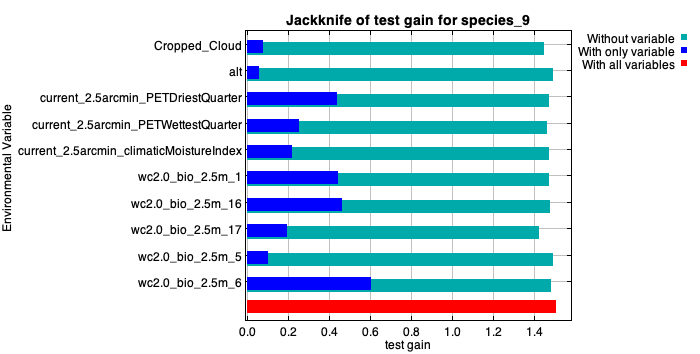 Jackknife of test gain for species_9
Without variable
With only variable
With all variables
Environmental Variable
Cropped_Cloud
alt
current_2.5arcmin_PETDriestQuarter
current_2.5arcmin_PETWettestQuarter
current_2.5arcmin_climaticMoistureIndex
wc2.0_bio_2.5m_1
wc2.0_bio_2.5m_16
wc2.0_bio_2.5m_17
wc2.0_bio_2.5m_5
wc2.0_bio_2.5m_6
0.0 0.2 0.4 0.6 0.8 1.0 1.2 1.4
test gain